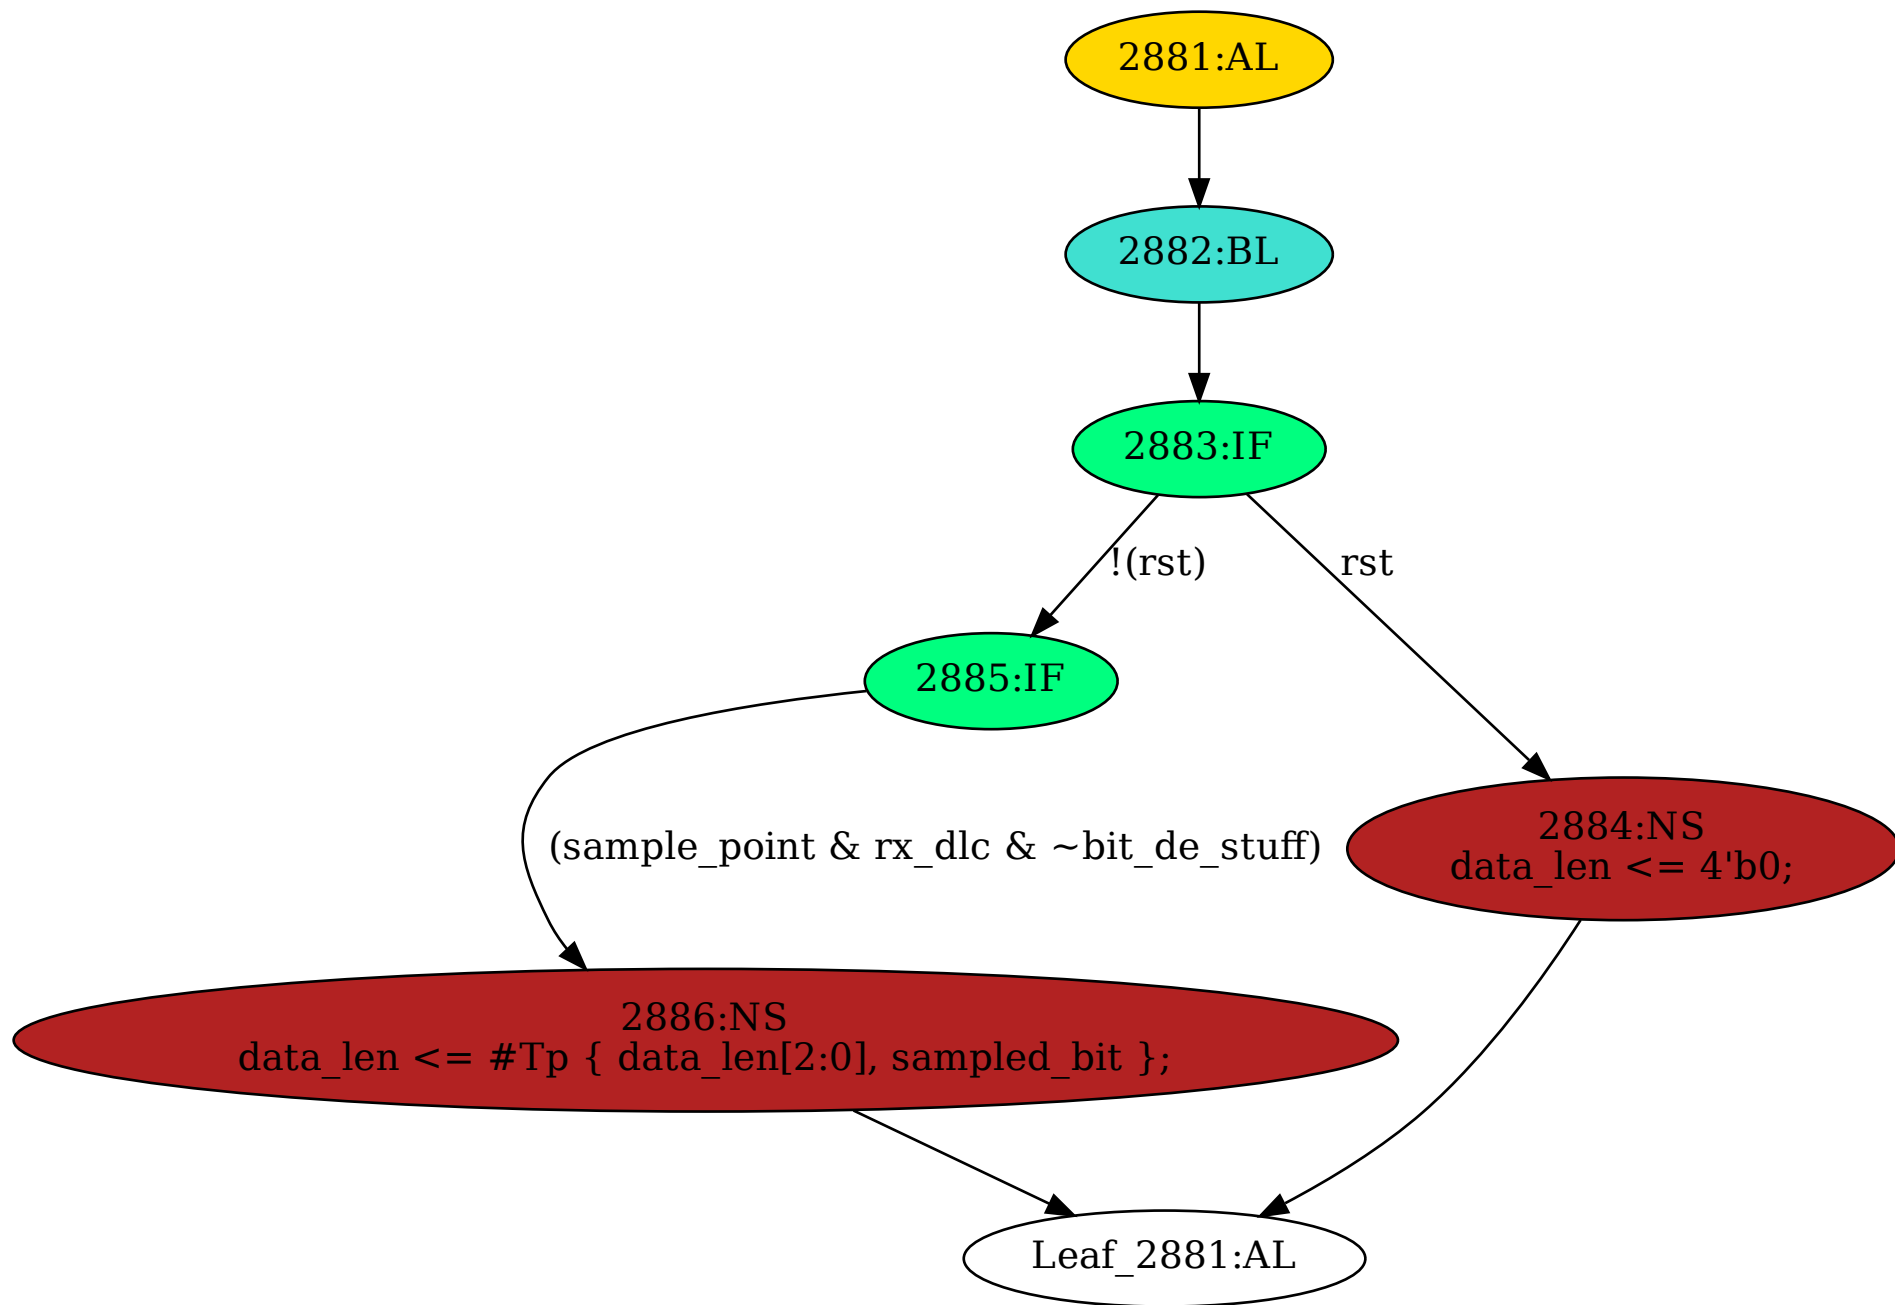 2881:AL
2882:BL
2883:IF
!(rst)
rst
2885:IF
(sample_point & rx_dlc & ~bit_de_stuff)
2884:NS
data_len <= 4'b0;
2886:NS
data_len <= #Tp { data_len[2:0], sampled_bit };
Leaf_2881:AL